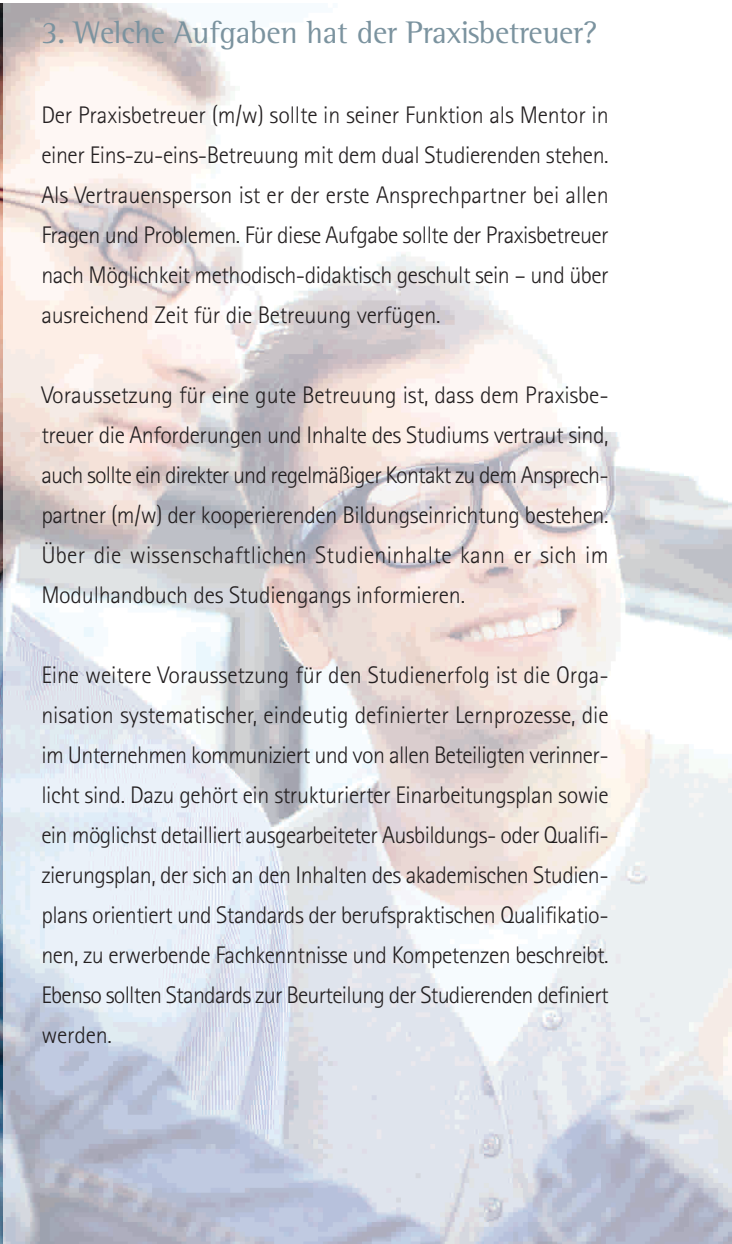 3. Welche Aufgaben hat der Praxisbetreuer?
Der Praxisbetreuer (m/w) sollte in seiner Funktion als Mentor in
einer Eins-zu-eins-Betreuung mit dem dual Studierenden stehen.
Als Vertrauensperson ist er der erste Ansprechpartner bei allen
Fragen und Problemen. Für diese Aufgabe sollte der Praxisbetreuer
nach Möglichkeit methodisch-didaktisch geschult sein – und über
ausreichend Zeit für die Betreuung verfügen.
Voraussetzung für eine gute Betreuung ist, dass dem Praxisbe-
treuer die Anforderungen und Inhalte des Studiums vertraut sind,
auch sollte ein direkter und regelmäßiger Kontakt zu dem Ansprech-
partner (m/w) der kooperierenden Bildungseinrichtung bestehen.
Über die wissenschaftlichen Studieninhalte kann er sich im
Modulhandbuch des Studiengangs informieren.
Eine weitere Voraussetzung für den Studienerfolg ist die Orga-
nisation systematischer, eindeutig definierter Lernprozesse, die
im Unternehmen kommuniziert und von allen Beteiligten verinner-
licht sind. Dazu gehört ein strukturierter Einarbeitungsplan sowie
ein möglichst detailliert ausgearbeiteter Ausbildungs- oder Qualifi-
zierungsplan, der sich an den Inhalten des akademischen Studien-
plans orientiert und Standards der berufspraktischen Qualifikatio-
nen, zu erwerbende Fachkenntnisse und Kompetenzen beschreibt.
Ebenso sollten Standards zur Beurteilung der Studierenden definiert
werden.